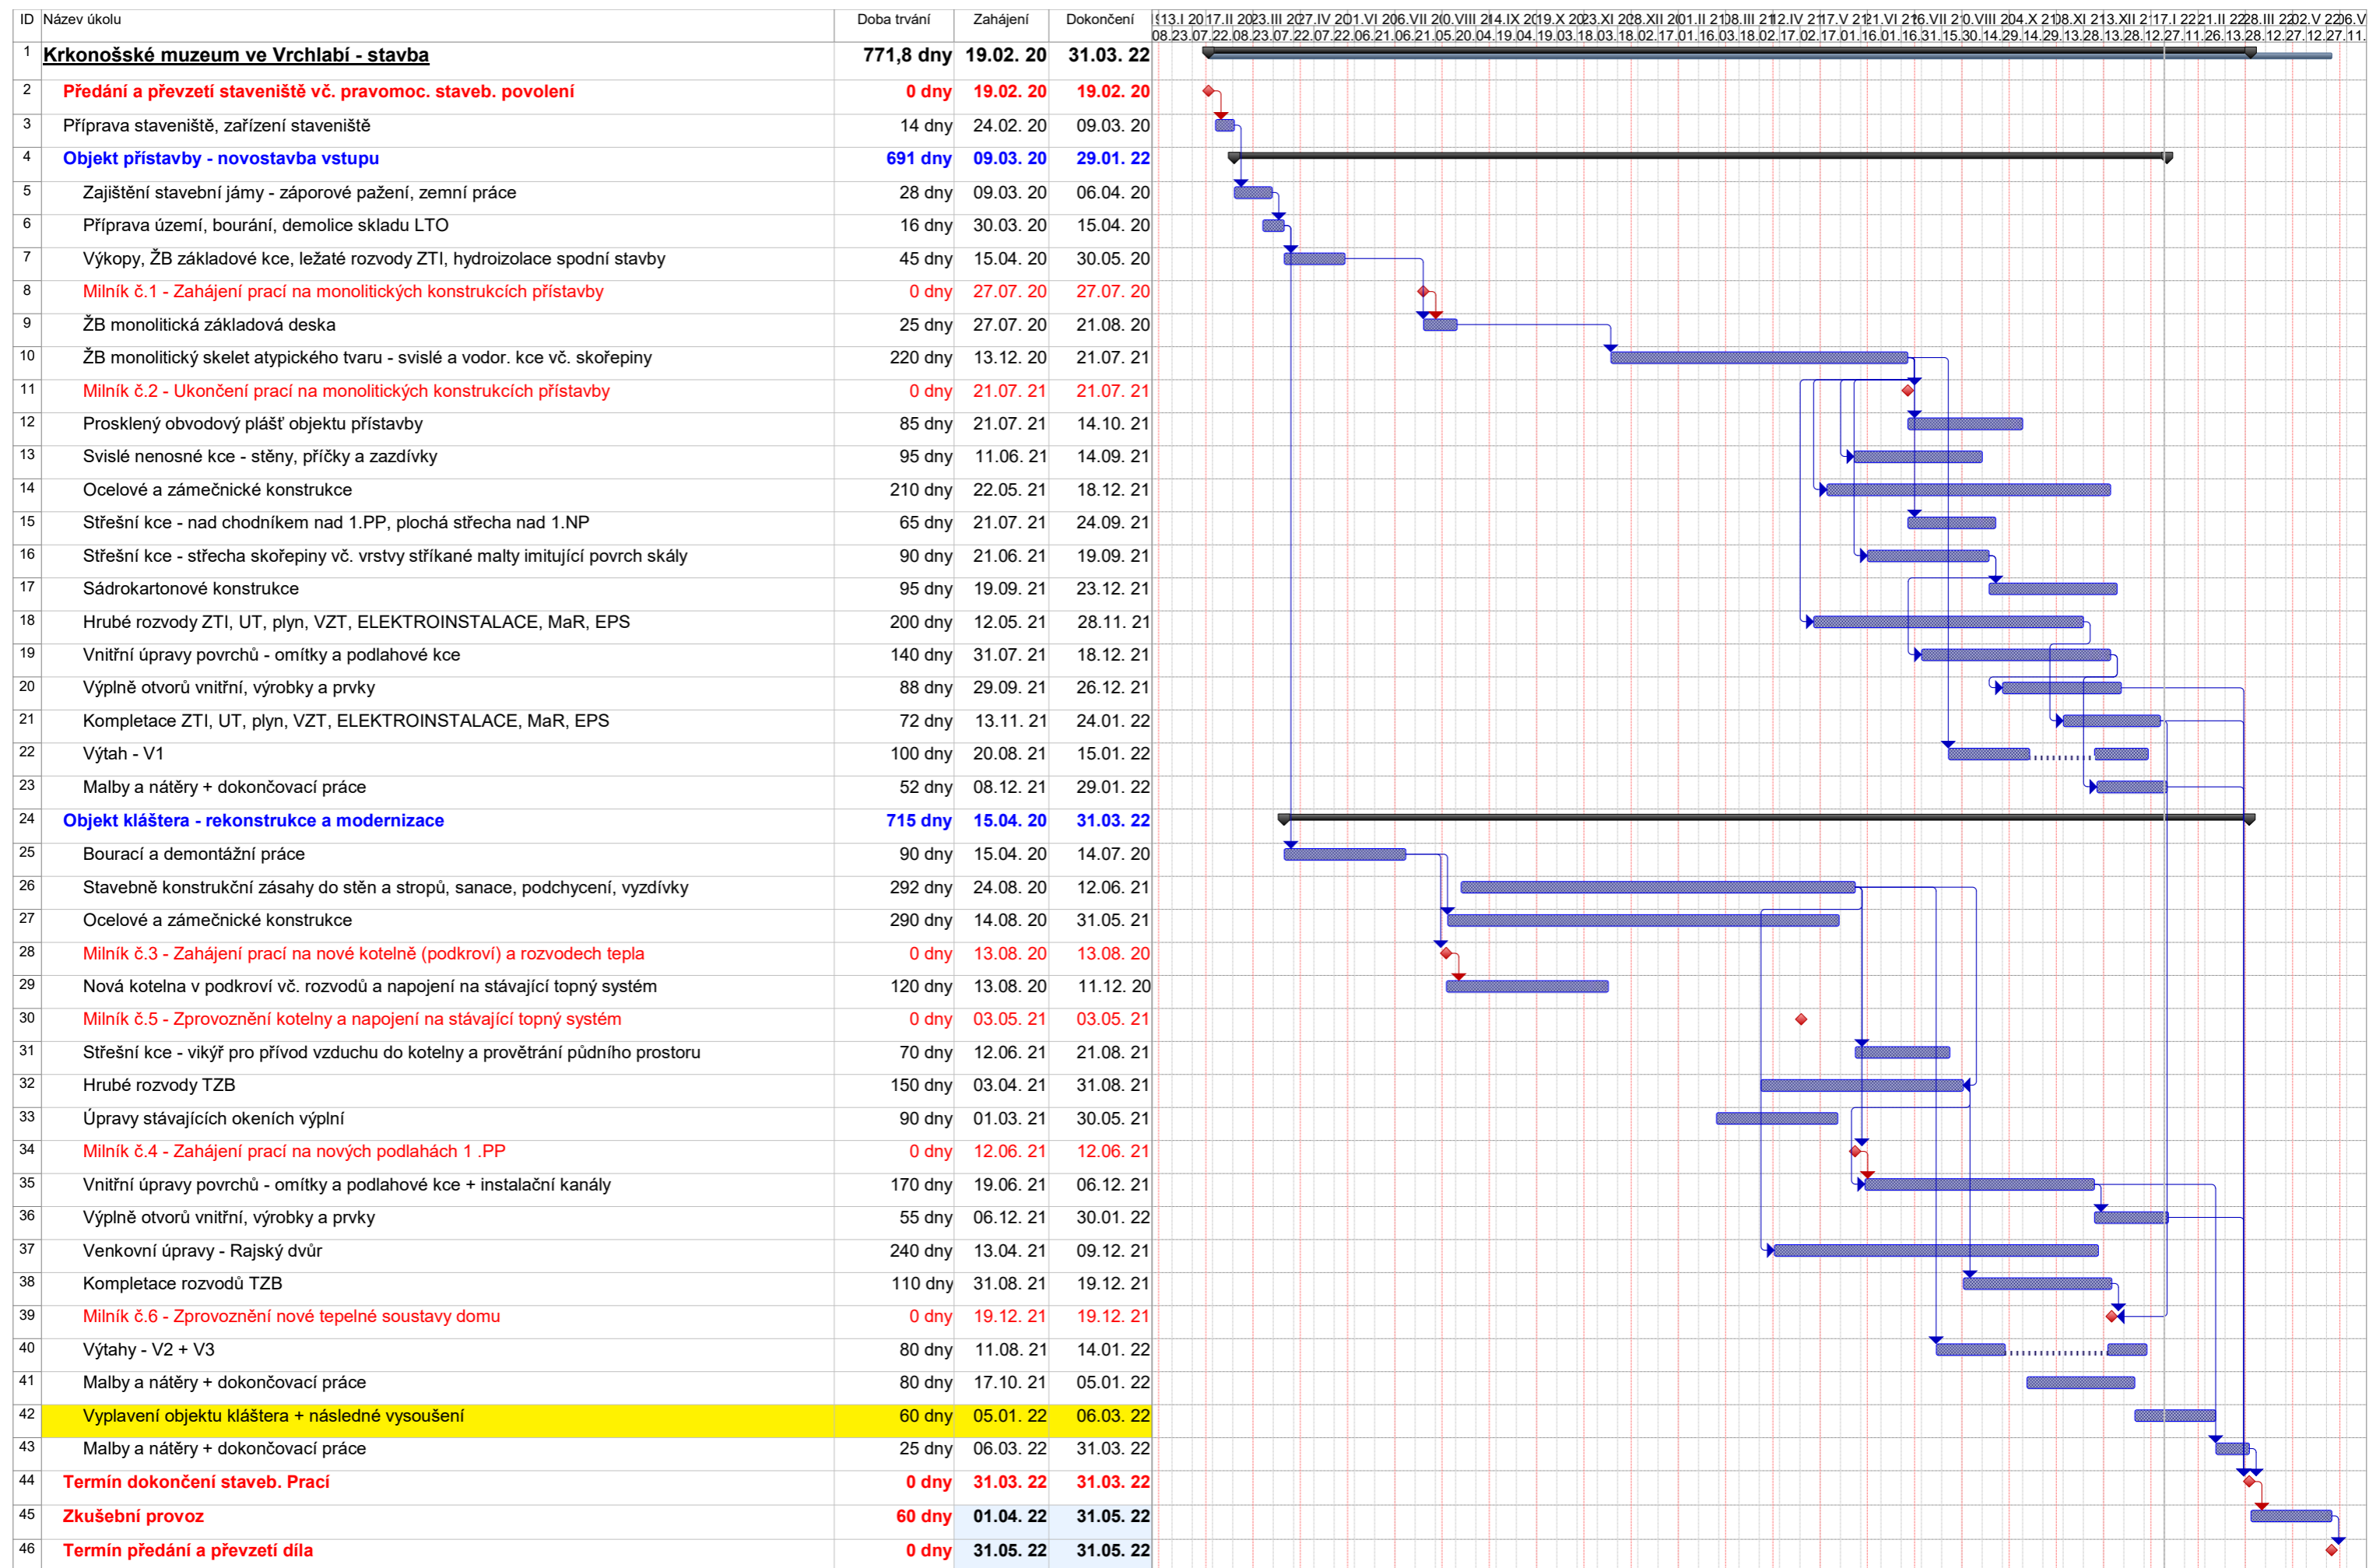 ID Název úkolu Doba trvání Zahájení Dokončení
1 Krkonošské muzeum ve Vrchlabí - stavba 771,8 dny 19.02. 20 31.03. 22
2 Předání a převzetí staveniště vč. pravomoc. staveb. povolení 0 dny 19.02. 20 19.02. 20
3 Příprava staveniště, zařízení staveniště 14 dny 24.02. 20 09.03. 20
4 Objekt přístavby - novostavba vstupu 691 dny 09.03. 20 29.01. 22
5 Zajištění stavební jámy - záporové pažení, zemní práce 28 dny 09.03. 20 06.04. 20
6 Příprava území, bourání, demolice skladu LTO 16 dny 30.03. 20 15.04. 20
7 Výkopy, ŽB základové kce, ležaté rozvody ZTI, hydroizolace spodní stavby 45 dny 15.04. 20 30.05. 20
8 Milník č.1 - Zahájení prací na monolitických konstrukcích přístavby 0 dny 27.07. 20 27.07. 20
9 ŽB monolitická základová deska 25 dny 27.07. 20 21.08. 20
10 ŽB monolitický skelet atypického tvaru - svislé a vodor. kce vč. skořepiny 220 dny 13.12. 20 21.07. 21
11 Milník č.2 - Ukončení prací na monolitických konstrukcích přístavby 0 dny 21.07. 21 21.07. 21
12 Prosklený obvodový plášť objektu přístavby 85 dny 21.07. 21 14.10. 21
13 Svislé nenosné kce - stěny, příčky a zazdívky 95 dny 11.06. 21 14.09. 21
14 Ocelové a zámečnické konstrukce 210 dny 22.05. 21 18.12. 21
15 Střešní kce - nad chodníkem nad 1.PP, plochá střecha nad 1.NP 65 dny 21.07. 21 24.09. 21
16 Střešní kce - střecha skořepiny vč. vrstvy stříkané malty imitující povrch skály 90 dny 21.06. 21 19.09. 21
17 Sádrokartonové konstrukce 95 dny 19.09. 21 23.12. 21
18 Hrubé rozvody ZTI, UT, plyn, VZT, ELEKTROINSTALACE, MaR, EPS 200 dny 12.05. 21 28.11. 21
19 Vnitřní úpravy povrchů - omítky a podlahové kce 140 dny 31.07. 21 18.12. 21
20 Výplně otvorů vnitřní, výrobky a prvky 88 dny 29.09. 21 26.12. 21
21 Kompletace ZTI, UT, plyn, VZT, ELEKTROINSTALACE, MaR, EPS 72 dny 13.11. 21 24.01. 22
22 Výtah - V1 100 dny 20.08. 21 15.01. 22
23 Malby a nátěry + dokončovací práce 52 dny 08.12. 21 29.01. 22
24 Objekt kláštera - rekonstrukce a modernizace 715 dny 15.04. 20 31.03. 22
25 Bourací a demontážní práce 90 dny 15.04. 20 14.07. 20
26 Stavebně konstrukční zásahy do stěn a stropů, sanace, podchycení, vyzdívky 292 dny 24.08. 20 12.06. 21
27 Ocelové a zámečnické konstrukce 290 dny 14.08. 20 31.05. 21
28 Milník č.3 - Zahájení prací na nové kotelně (podkroví) a rozvodech tepla 0 dny 13.08. 20 13.08. 20
29 Nová kotelna v podkroví vč. rozvodů a napojení na stávající topný systém 120 dny 13.08. 20 11.12. 20
30 Milník č.5 - Zprovoznění kotelny a napojení na stávající topný systém 0 dny 03.05. 21 03.05. 21
31 Střešní kce - vikýř pro přívod vzduchu do kotelny a provětrání půdního prostoru 70 dny 12.06. 21 21.08. 21
32 Hrubé rozvody TZB 150 dny 03.04. 21 31.08. 21
33 Úpravy stávajících okeních výplní 90 dny 01.03. 21 30.05. 21
34 Milník č.4 - Zahájení prací na nových podlahách 1 .PP 0 dny 12.06. 21 12.06. 21
35 Vnitřní úpravy povrchů - omítky a podlahové kce + instalační kanály 170 dny 19.06. 21 06.12. 21
36 Výplně otvorů vnitřní, výrobky a prvky 55 dny 06.12. 21 30.01. 22
37 Venkovní úpravy - Rajský dvůr 240 dny 13.04. 21 09.12. 21
38 Kompletace rozvodů TZB 110 dny 31.08. 21 19.12. 21
39 Milník č.6 - Zprovoznění nové tepelné soustavy domu 0 dny 19.12. 21 19.12. 21
40 Výtahy - V2 + V3 80 dny 11.08. 21 14.01. 22
41 Malby a nátěry + dokončovací práce 80 dny 17.10. 21 05.01. 22
42 Vyplavení objektu kláštera + následné vysoušení 60 dny 05.01. 22 06.03. 22
43 Malby a nátěry + dokončovací práce 25 dny 06.03. 22 31.03. 22
44 Termín dokončení staveb. Prací 0 dny 31.03. 22 31.03. 22
45 Zkušební provoz 60 dny 01.04. 22 31.05. 22
46 Termín předání a převzetí díla 0 dny 31.05. 22 31.05. 22